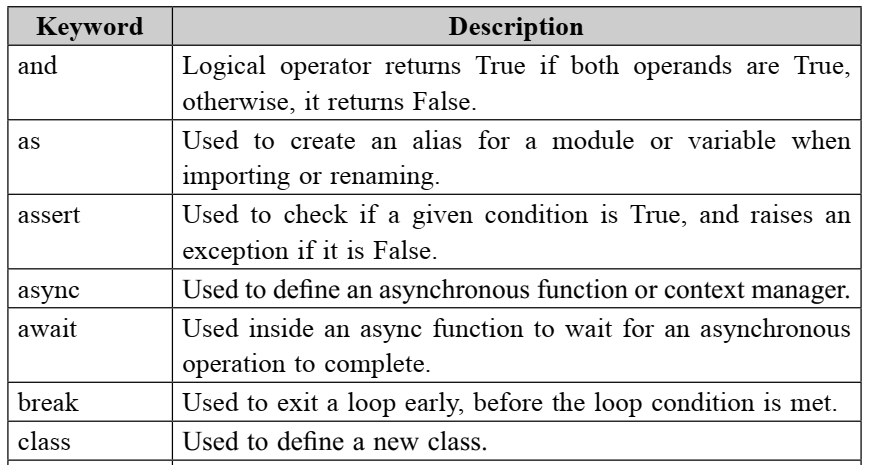 Keyword Description
and Logical operator returns True if both operands are True,
otherwise, it returns False.
as Used to create an alias for a module or variable when
importing or renaming.
assert Used to check if a given condition is True, and raises an
exception if it is False.
async Used to define an asynchronous function or context manager.
await Used inside an async function to wait for an asynchronous
operation to complete.
break Used to exit a loop early, before the loop condition is met.
class Used to define a new class.